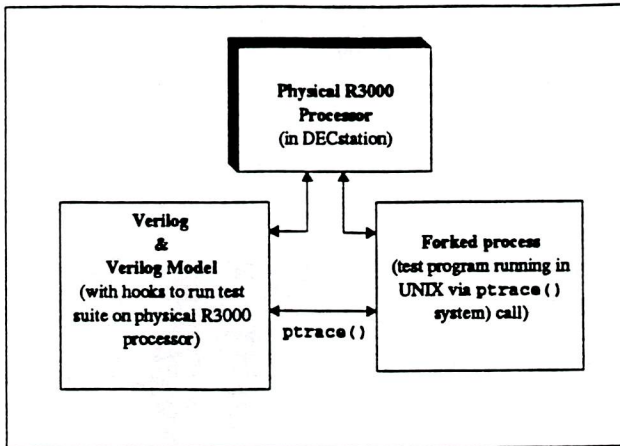 Physical R3000
Processor
(in DECstation)
Verilog
&
Verilog Model
(with hooks to run test
suite on physical R3000
processor)
ptrace()
Forked process
(test program running in
UNIX via ptrace()
system) call)